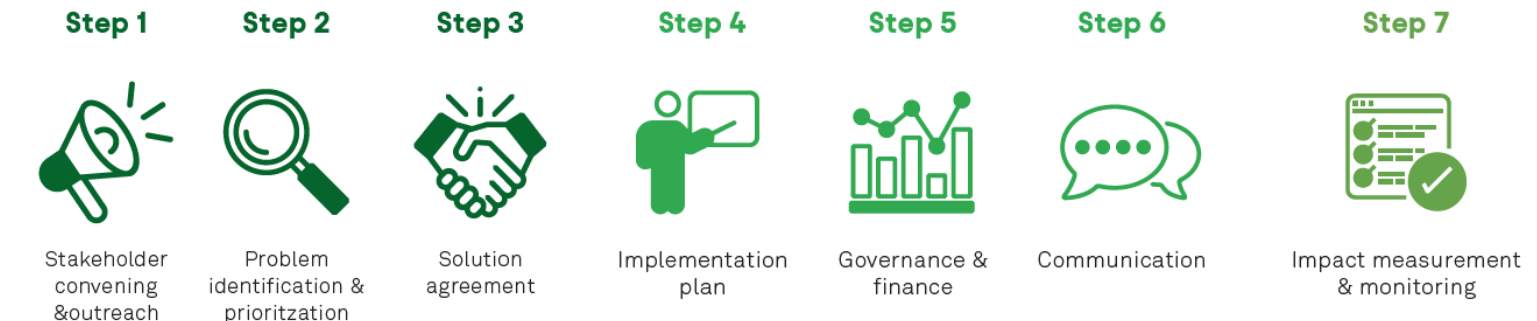 Step 1
Stakeholder
convening
&outreach
Step 2
Problem
identification &
prioritzation
Step 3
Solution
agreement
Step 4
Implementation
plan
Step 5
Governance &
finance
Step 6
Communication
Step 7
Impact measurement
& monitoring